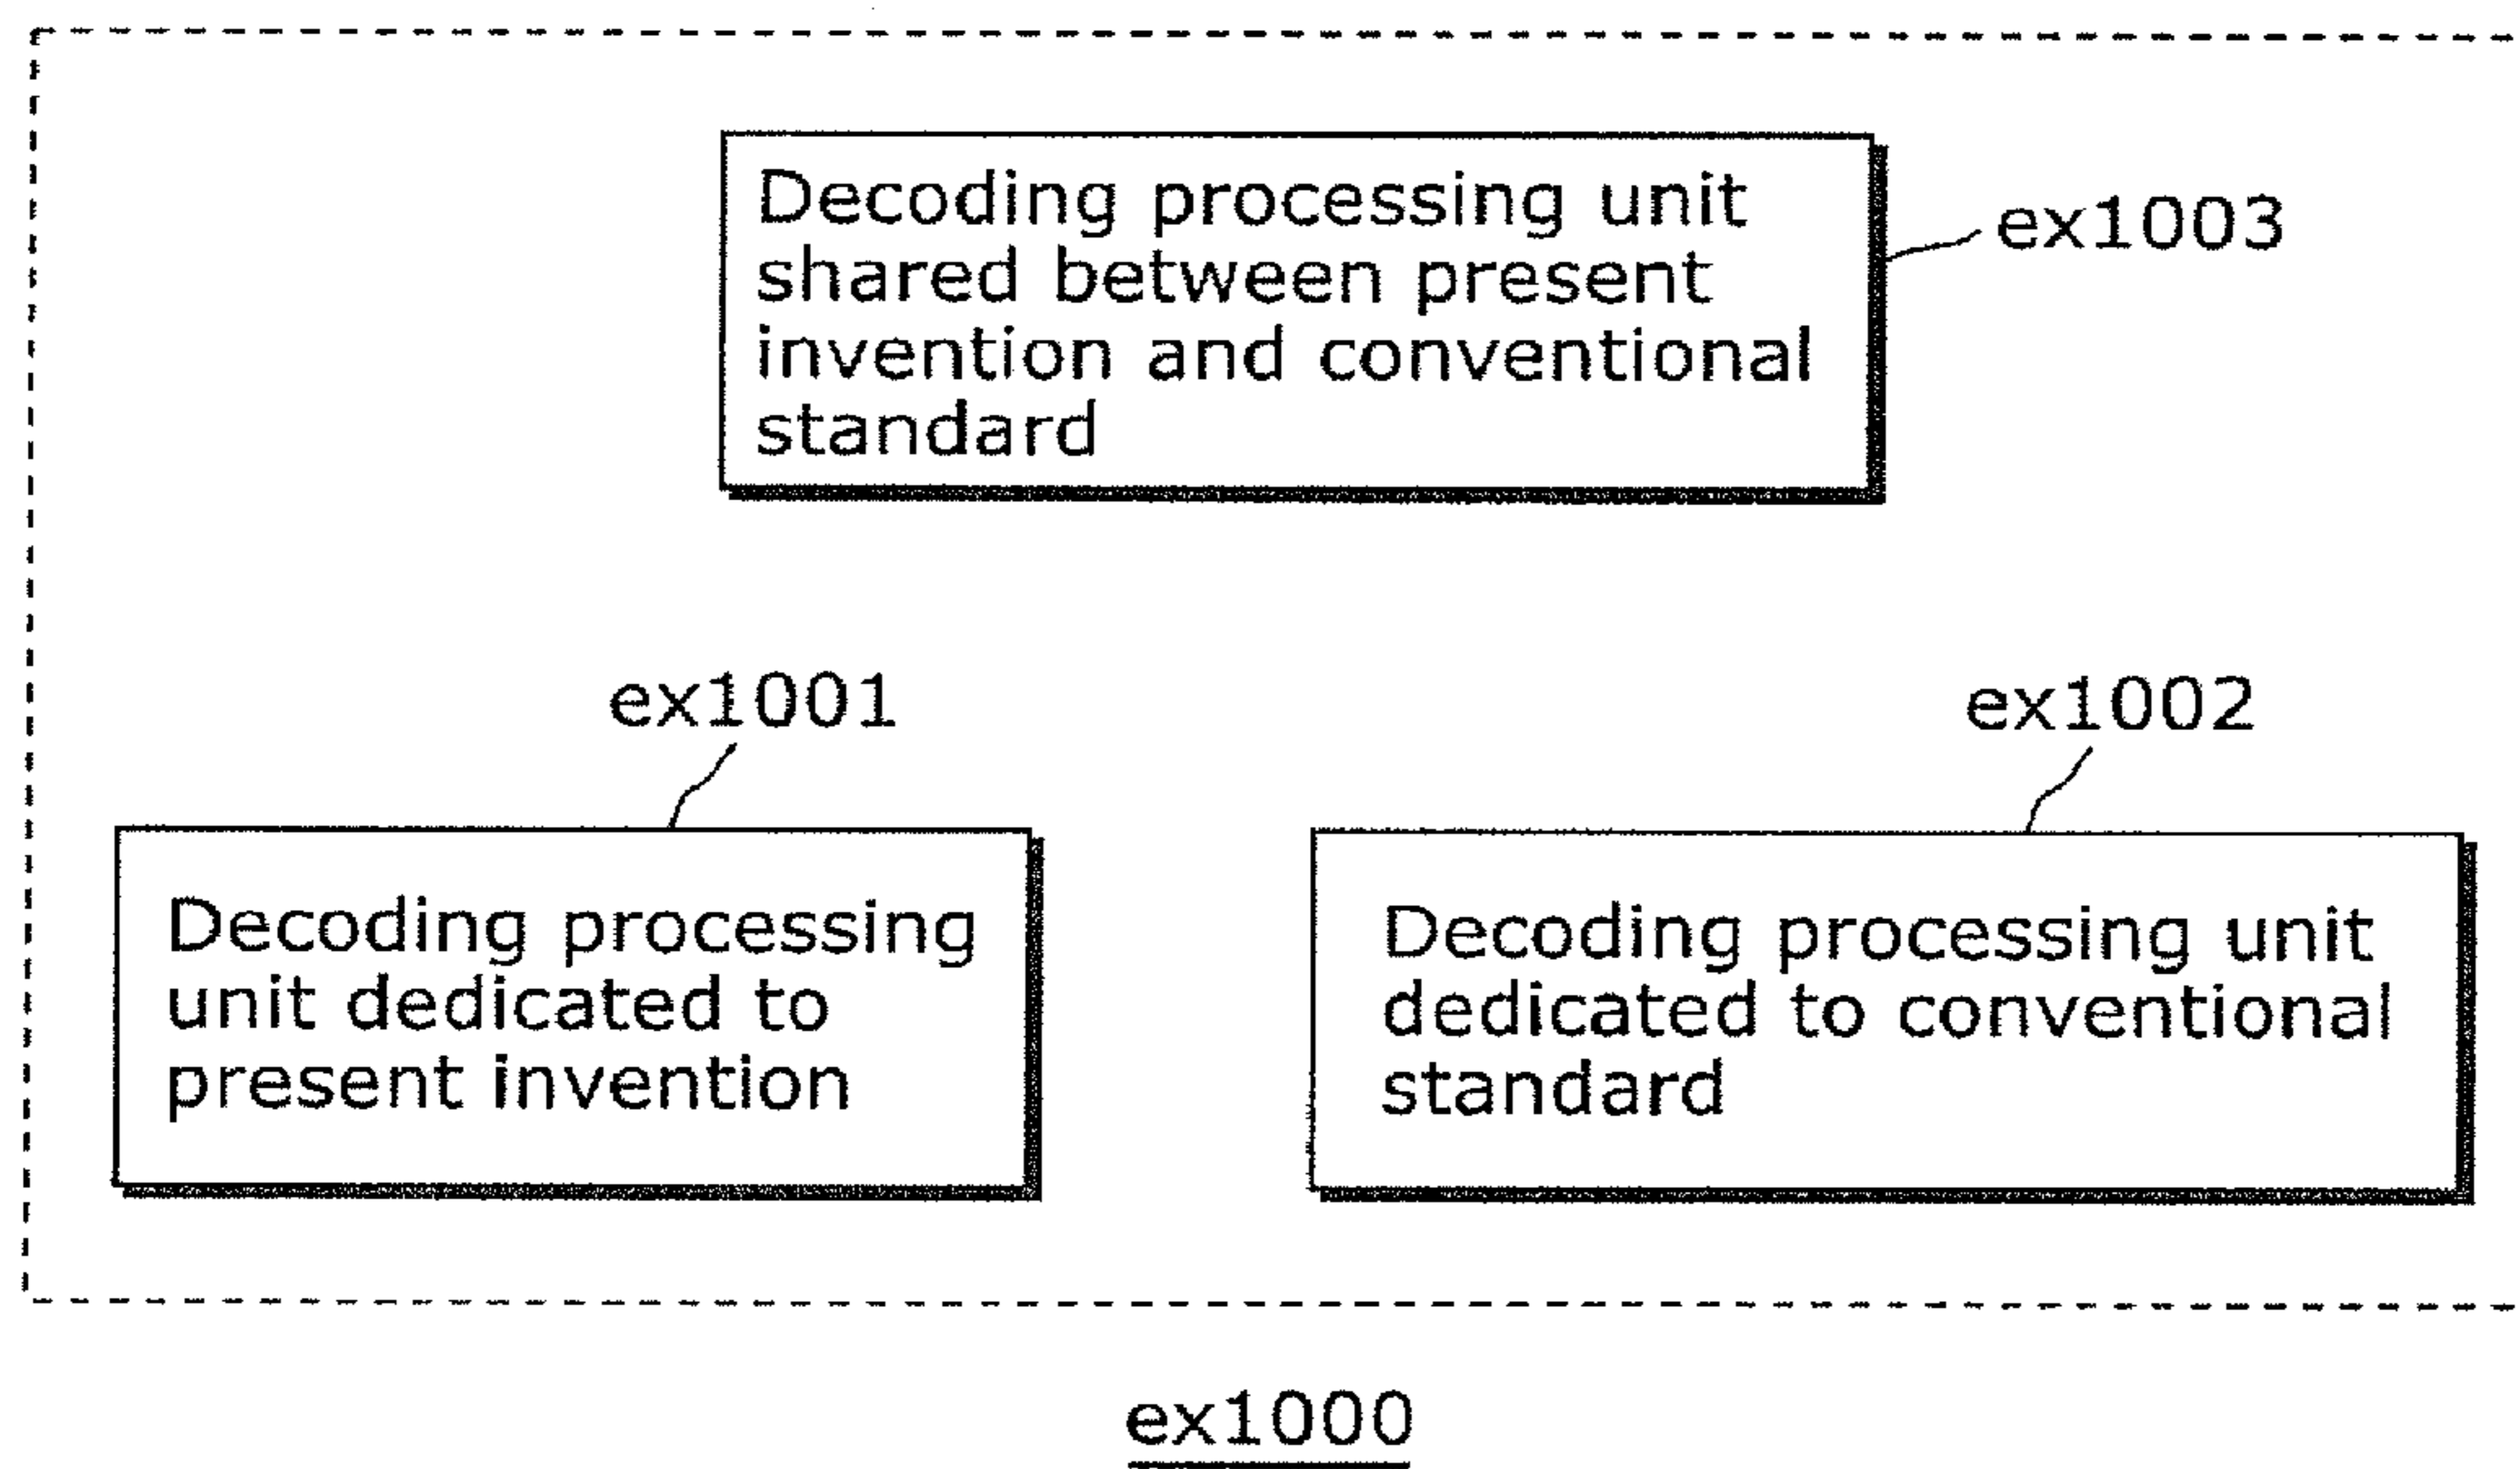 Decoding processing unit
shared between present
invention and conventional
standard
ex1003
ex1001
Decoding processing
unit dedicated to
present invention
ex1002
Decoding processing unit
dedicated to conventional
standard
ex1000